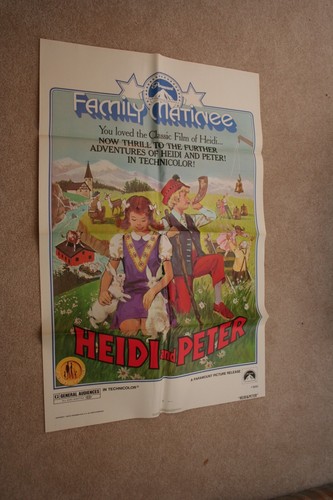 FAMILY MATINEE
You loved the Classic Film of Heidi...
NOW THRILL TO THE FURTHER
ADVENTURES OF HEIDI AND PETER!
IN TECHNICOLOR!
HEIDI and PETER
G GENERAL AUDIENCES
IN TECHNICOLOR®
A PARAMOUNT PICTURE RELEASE